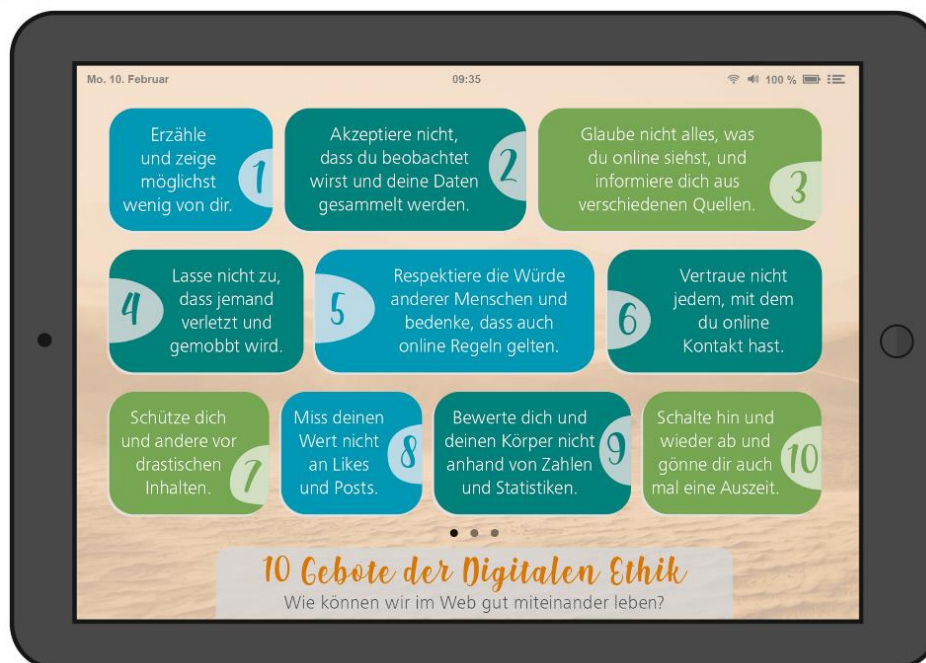 Mo. 10. Februar 09:35 100 %
Erzähle
und zeige
möglichst
wenig von dir.
1
Akzeptiere nicht,
dass du beobachtet
wirst und deine Daten
gesammelt werden.
2
Glaube nicht alles, was
du online siehst, und
informiere dich aus
verschiedenen Quellen.
3
4
Lasse nicht zu,
dass jemand
verletzt und
gemobbt wird.
5
Respektiere die Würde
anderer Menschen und
bedenke, dass auch
online Regeln gelten.
6
Vertraue nicht
jedem, mit dem
du online
Kontakt hast.
Schütze dich
und andere vor
drastischen
Inhalten.
7
Miss deinen
Wert nicht
an Likes
und Posts.
8
Bewerte dich und
deinen Körper nicht
anhand von Zahlen
und Statistiken.
9
Schalte hin und
wieder ab und
gönne dir auch
mal eine Auszeit.
10
10 Gebote der Digitalen Ethik
Wie können wir im Web gut miteinander leben?